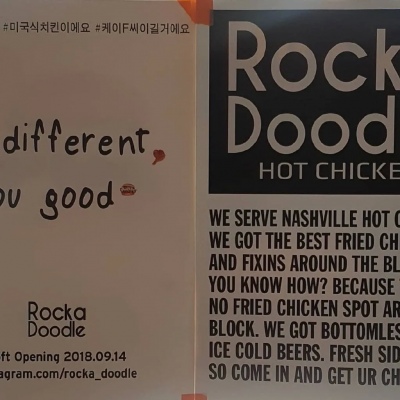 #미국식치킨이에요 #케이F씨이길거에요
different,
ou good
Rocka
Doodle
ft Opening 2018.09.14
agram.com/rocka_doodle
Rock
Dood
HOT CHICKE
WE SERVE NASHVILLE HOT C
WE GOT THE BEST FRIED CH
AND FIXINS AROUND THE BL
YOU KNOW HOW? BECAUSE
NO FRIED CHICKEN SPOT AR
BLOCK. WE GOT BOTTOMLES
ICE COLD BEERS. FRESH SID
SO COME IN AND GET UR CH